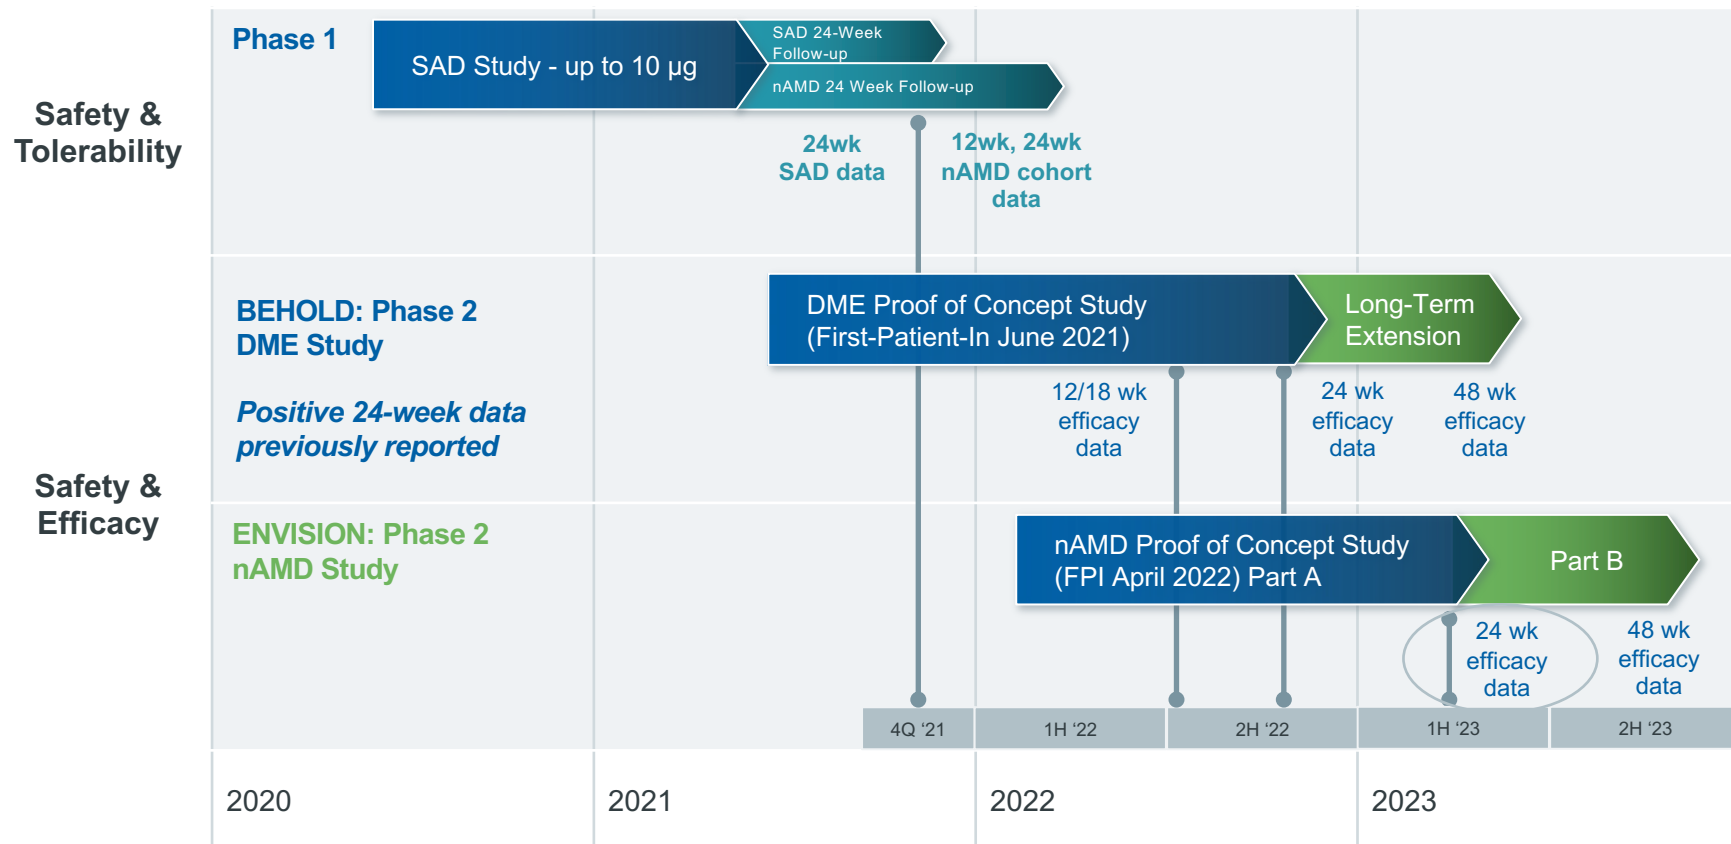 Safety &
Tolerability
Phase 1
SAD Study - up to 10 µg
SAD 24-Week
Follow-up
nAMD 24 Week Follow-up
24wk
SAD data
12wk, 24wk
nAMD cohort
data
Safety &
Efficacy
BEHOLD: Phase 2
DME Study
Positive 24-week data
previously reported
DME Proof of Concept Study
(First-Patient-In June 2021)
Long-Term
Extension
12/18 wk
efficacy
data
24 wk
efficacy
data
48 wk
efficacy
data
ENVISION: Phase 2
nAMD Study
nAMD Proof of Concept Study
(FPI April 2022) Part A
Part B
24 wk
efficacy
data
48 wk
efficacy
data
4Q ‘21
1H ‘22
2H ‘22
1H ‘23
2H ‘23
2020
2021
2022
2023